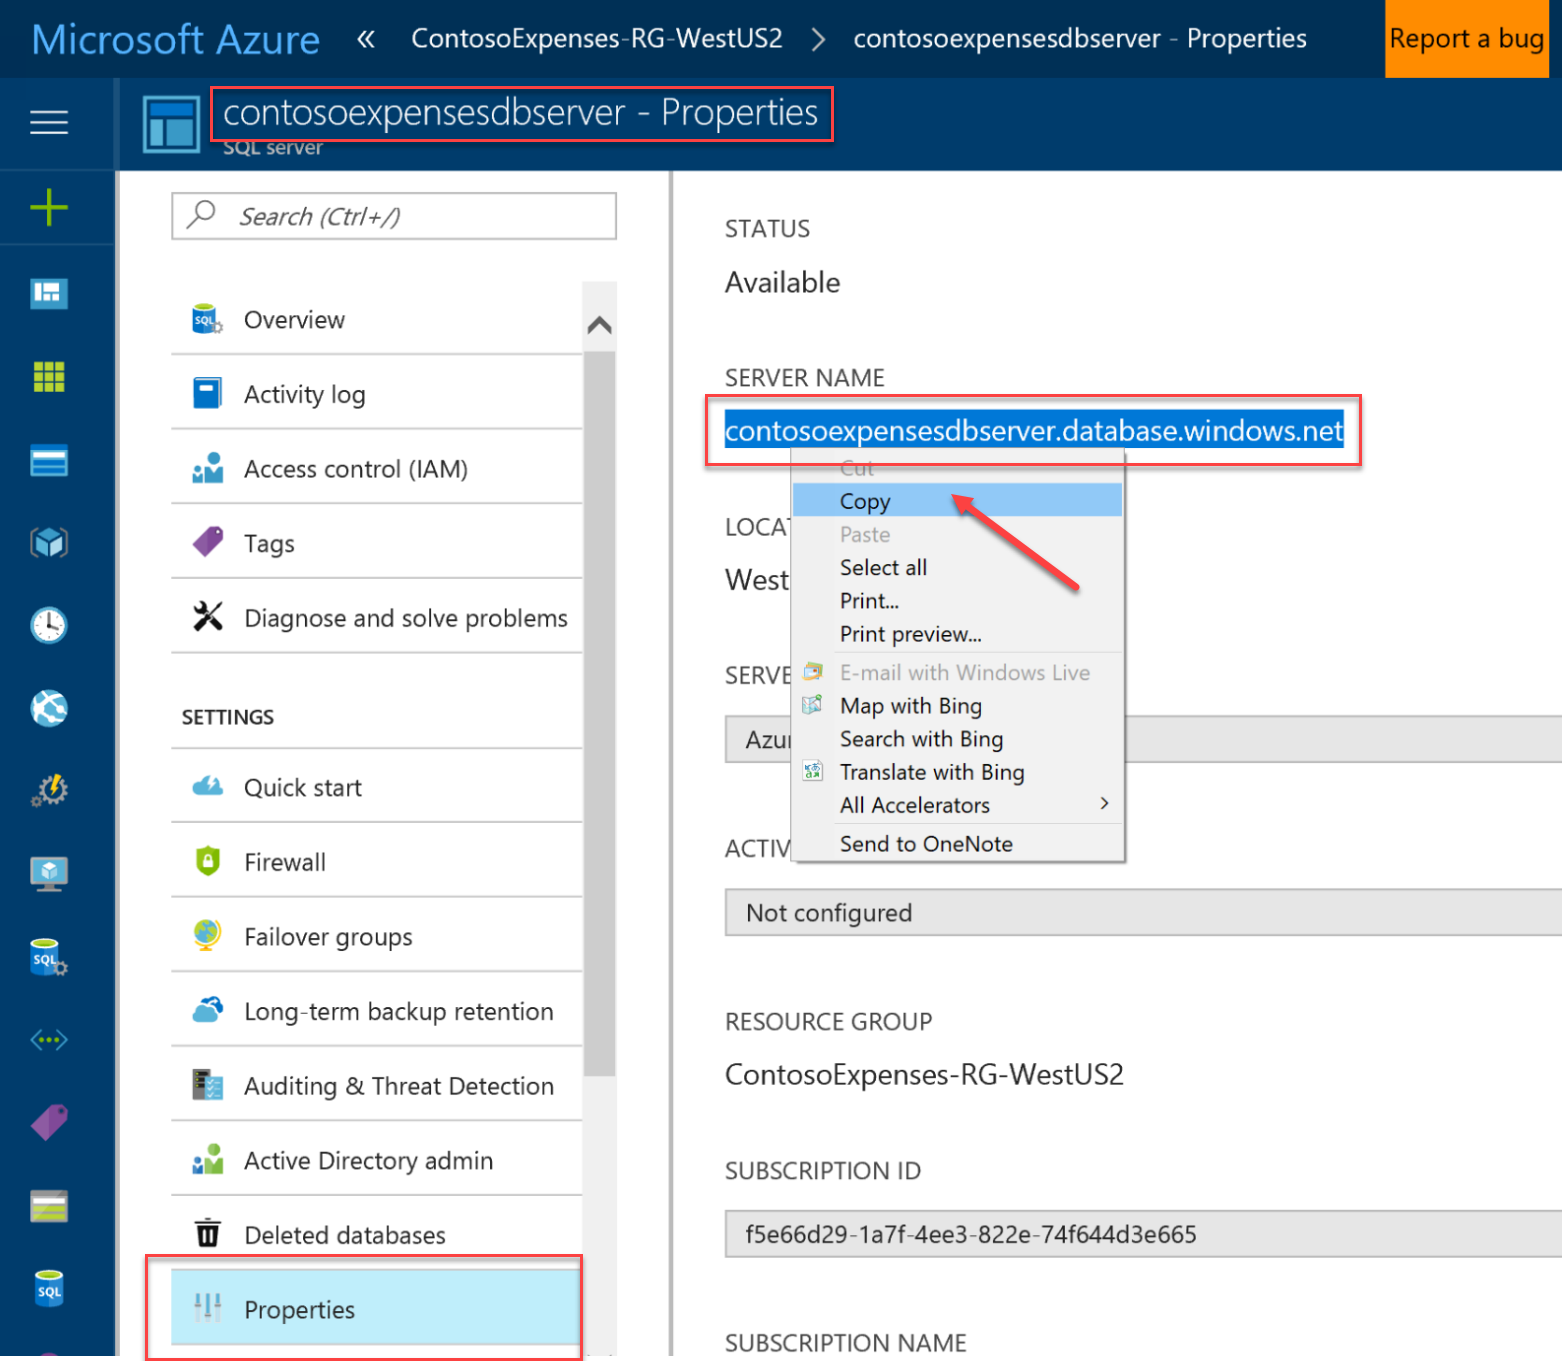 Microsoft Azure « ContosoExpenses-RG-WestUS2 > contosoexpensesdbserver - Properties Report a bug
contosoexpensesdbserver - Properties
SQL server
Search (Ctrl+/)
Overview
Activity log
Access control (IAM)
Tags
Diagnose and solve problems
SETTINGS
Quick start
Firewall
Failover groups
Long-term backup retention
Auditing & Threat Detection
Active Directory admin
Deleted databases
Properties
STATUS
Available
SERVER NAME
contosoexpensesdbserver.database.windows.net
Cut
Copy
Paste
Select all
Print...
Print preview...
E-mail with Windows Live
Map with Bing
Search with Bing
Translate with Bing
All Accelerators >
Send to OneNote
West
Not configured
RESOURCE GROUP
ContosoExpenses-RG-WestUS2
SUBSCRIPTION ID
f5e66d29-1a7f-4ee3-822e-74f644d3e665
SUBSCRIPTION NAME
SQL
SQL